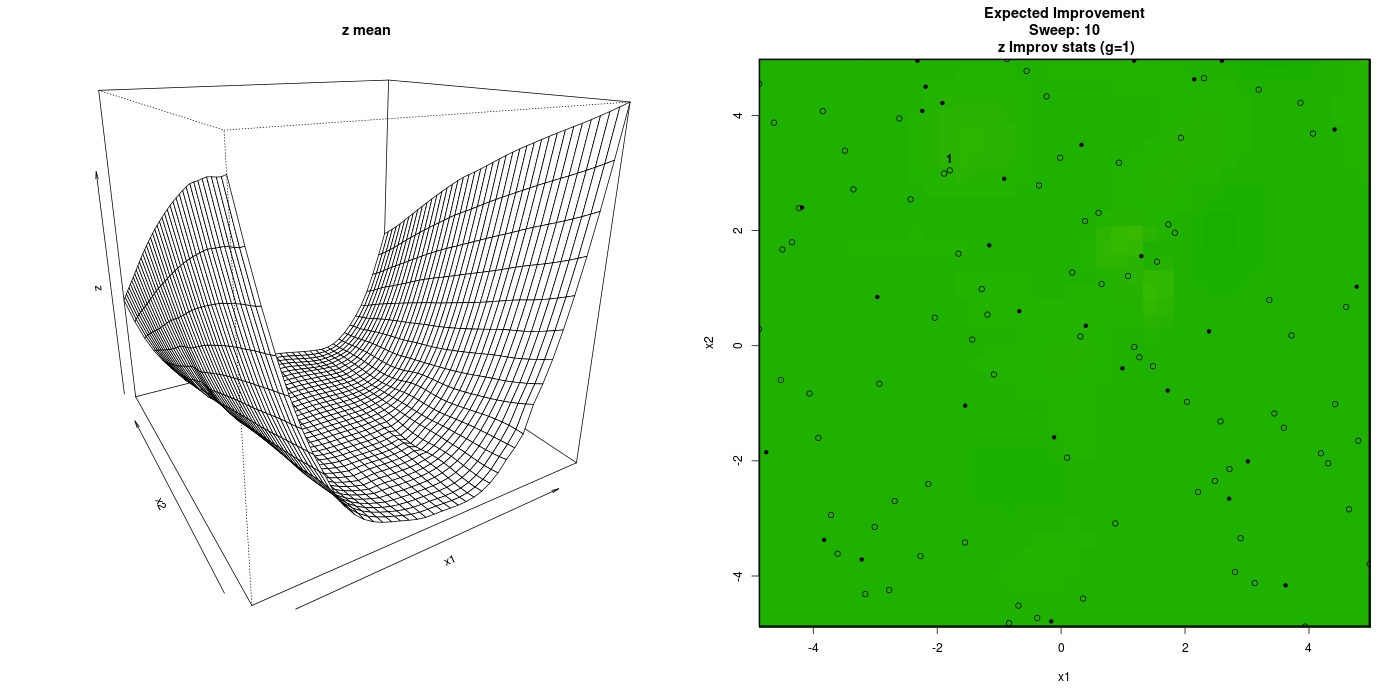 z mean
z
x2
x1
Expected Improvement
Sweep: 10
z Improv stats (g=1)
1
x2
4
2
0
-2
-4
-4
-2
0
2
4
x1